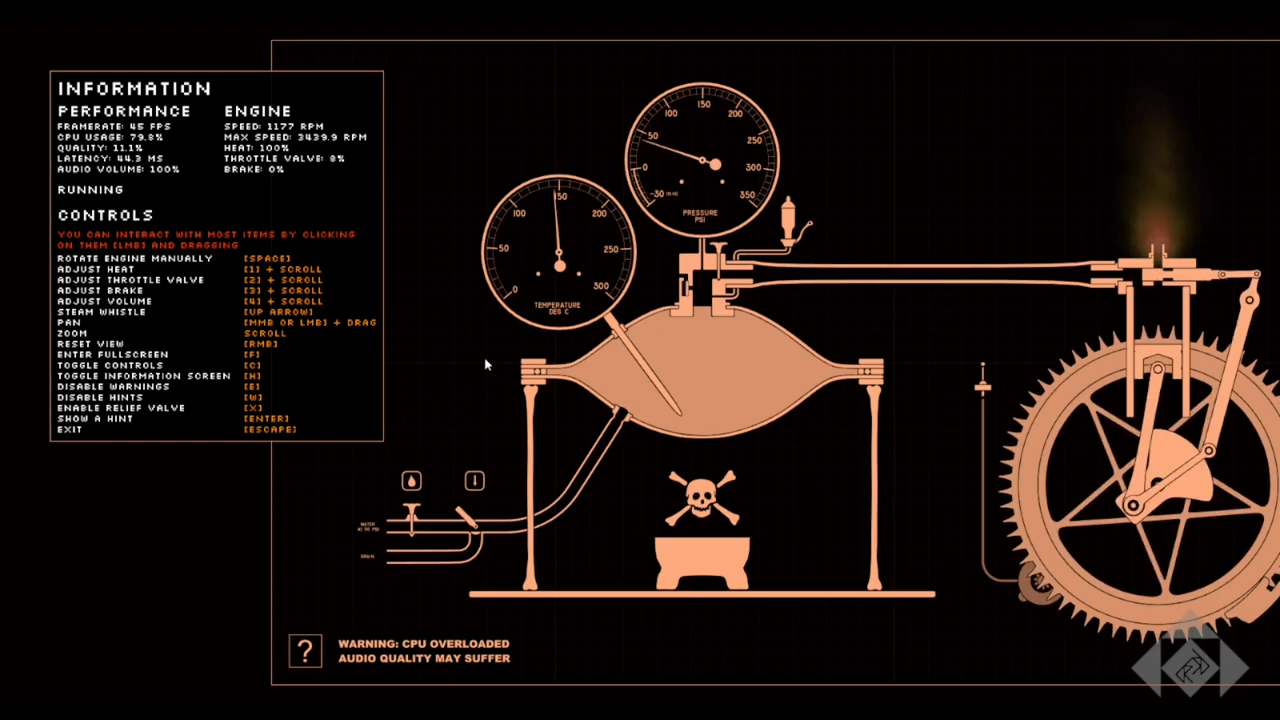 INFORMATION
PERFORMANCE
FRAMERATE: 45 FPS
CPU USAGE: 79.8%
QUALITY: 11.1%
LATENCY: 44.3 MS
AUDIO VOLUME: 100%
ENGINE
SPEED: 1177 RPM
MAX SPEED: 3439.9 RPM
HEAT: 100%
THROTTLE VALVE: 8%
BRAKE: 0%
RUNNING
CONTROLS
YOU CAN INTERACT WITH MOST ITEMS BY CLICKING
ON THEM [LMB] AND DRAGGING
ROTATE ENGINE MANUALLY [SPACE]
ADJUST HEAT [1] + SCROLL
ADJUST THROTTLE VALVE [2] + SCROLL
ADJUST BRAKE [3] + SCROLL
ADJUST VOLUME [4] + SCROLL
STEAM WHISTLE [UP ARROW]
PAN [MMB OR LMB] + DRAG
ZOOM SCROLL
RESET VIEW [RMB]
ENTER FULLSCREEN [F]
TOGGLE CONTROLS [C]
TOGGLE INFORMATION SCREEN [H]
DISABLE WARNINGS [E]
DISABLE HINTS [W]
ENABLE RELIEF VALVE [X]
SHOW A HINT [ENTER]
EXIT [ESCAPE]
-30
0
50
100
150
200
250
300
350
PRESSURE
PSI
0
50
100
150
200
250
300
TEMPERATURE
DEG C
WATER
DRAIN
?
WARNING: CPU OVERLOADED
AUDIO QUALITY MAY SUFFER